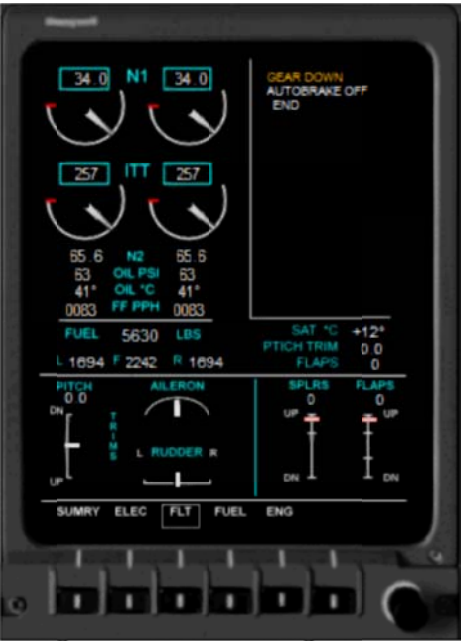 Honeywell
34.0 N1 34.0
GEAR DOWN
AUTOBRAKE OFF
END
257 ITT 257
65.6 N2 65.6
63 OIL PSI 63
41° OIL °C 41°
0083 FF PPH 0083
FUEL 5630 LBS
L 1694 F 2242 R 1694
SAT °C +12°
PTICH TRIM 0.0
FLAPS 0
PITCH
0.0
DN
UP
TRIMS
AILERON
L RUDDER R
SPLRS FLAPS
0 0
UP UP
DN DN
SUMRY ELEC FLT FUEL ENG